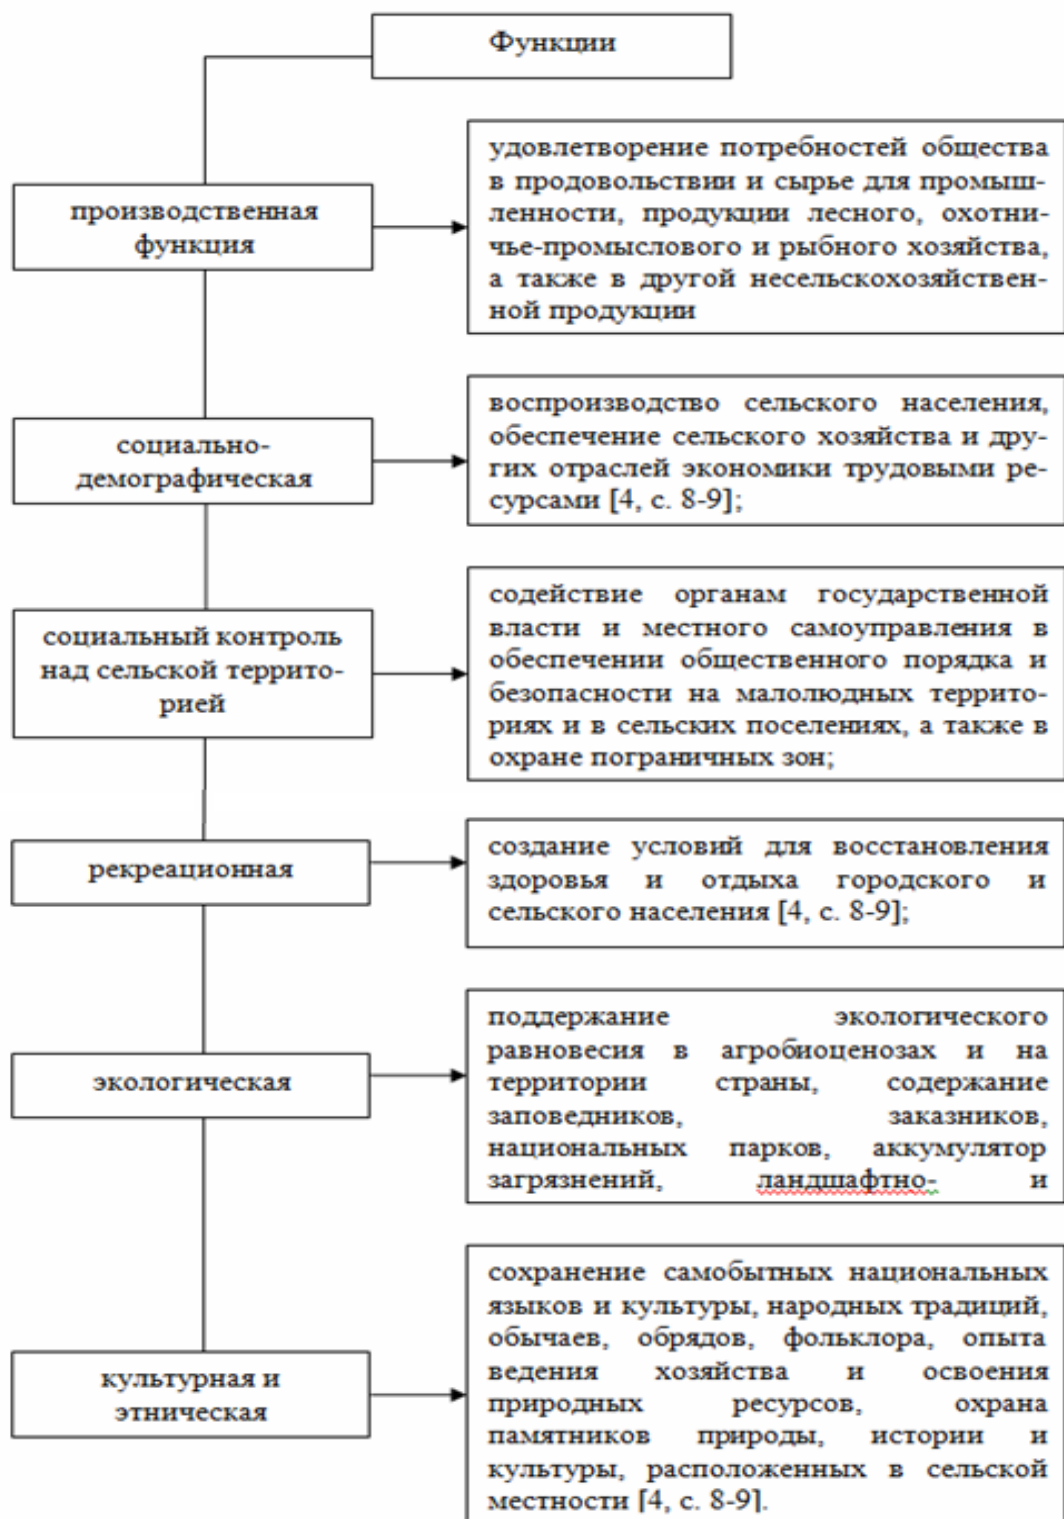 Функции
производственная
функция
удовлетворение потребностей общества
в продовольствии и сырье для промыш-
ленности, продукции лесного, охотни-
чье-промыслового и рыбного хозяйства,
а также в другой несельскохозяйствен-
ной продукции
социально-
демографическая
воспроизводство сельского населения,
обеспечение сельского хозяйства и дру-
гих отраслей экономики трудовыми ре-
сурсами [4, с. 8-9];
социальный контроль
над сельской террито-
рией
содействие органам государственной
власти и местного самоуправления в
обеспечении общественного порядка и
безопасности на малолюдных террито-
риях и в сельских поселениях, а также в
охране пограничных зон;
рекреационная
создание условий для восстановления
здоровья и отдыха городского и
сельского населения [4, с. 8-9];
экологическая
поддержание экологического
равновесия в агробиоценозах и на
территории страны, содержание
заповедников, заказников,
национальных парков, аккумулятор
загрязнений, ландшафтно- и
культурная и
этническая
сохранение самобытных национальных
языков и культуры, народных традиций,
обычаев, обрядов, фольклора, опыта
ведения хозяйства и освоения
природных ресурсов, охрана
памятников природы, истории и
культуры, расположенных в сельской
местности [4, с. 8-9].